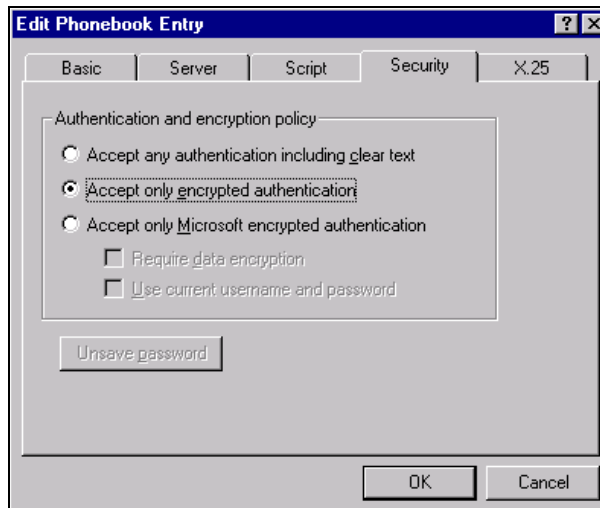 Edit Phonebook Entry
Basic Server Script Security X.25
Authentication and encryption policy
Accept any authentication including clear text
Accept only encrypted authentication
Accept only Microsoft encrypted authentication
Require data encryption
Use current username and password
Unsave password
OK Cancel